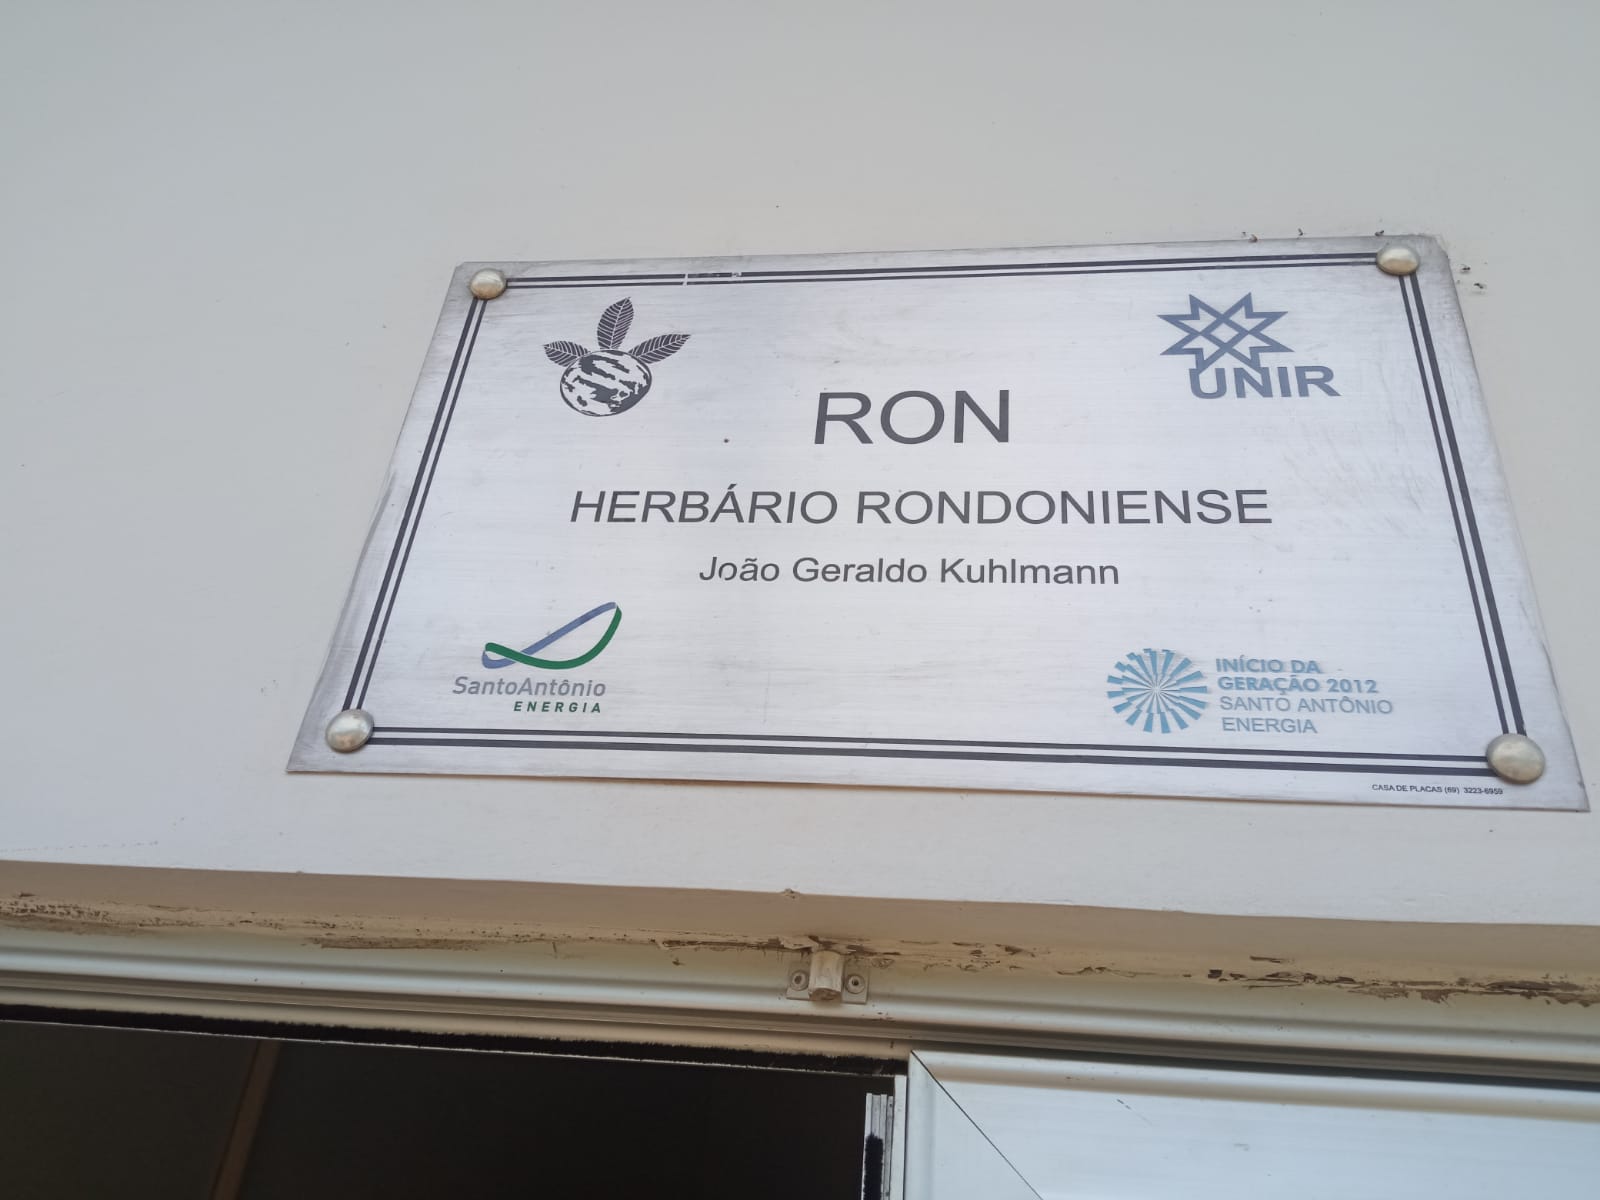 UNIR
RON
HERBÁRIO RONDONIENSE
João Geraldo Kuhlmann
SantoAntônio
ENERGIA
INÍCIO DA
GERAÇÃO 2012
SANTO ANTÔNIO
ENERGIA
CASA DE PLACAS (69) 3223-6959